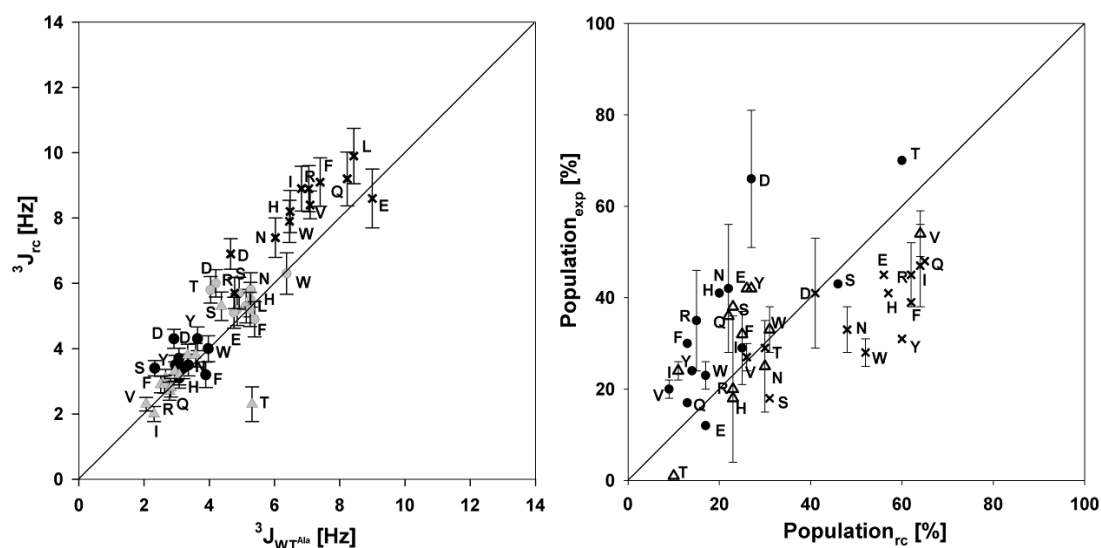 14
12
10
8
6
4
2
0
³J_rc [Hz]
L
F
R
I
Q
E
H
V
W
N
D
D
S
R
N
W
T
S
H
L
E
F
Y
D
D
W
S
Y
N
F
F
H
V
R
Q
T
I
0 2 4 6 8 10 12 14
³J_WT^Ala [Hz]
100
80
60
40
20
0
Population_exp [%]
T
D
V
Q
N
E
Y
E
I
S
D
R
H
H
R
S
Q
F
N
W
F
F
Y
I
T
W
I
Y
W
V
N
V
R
S
Q
H
E
T
0 20 40 60 80 100
Population_rc [%]